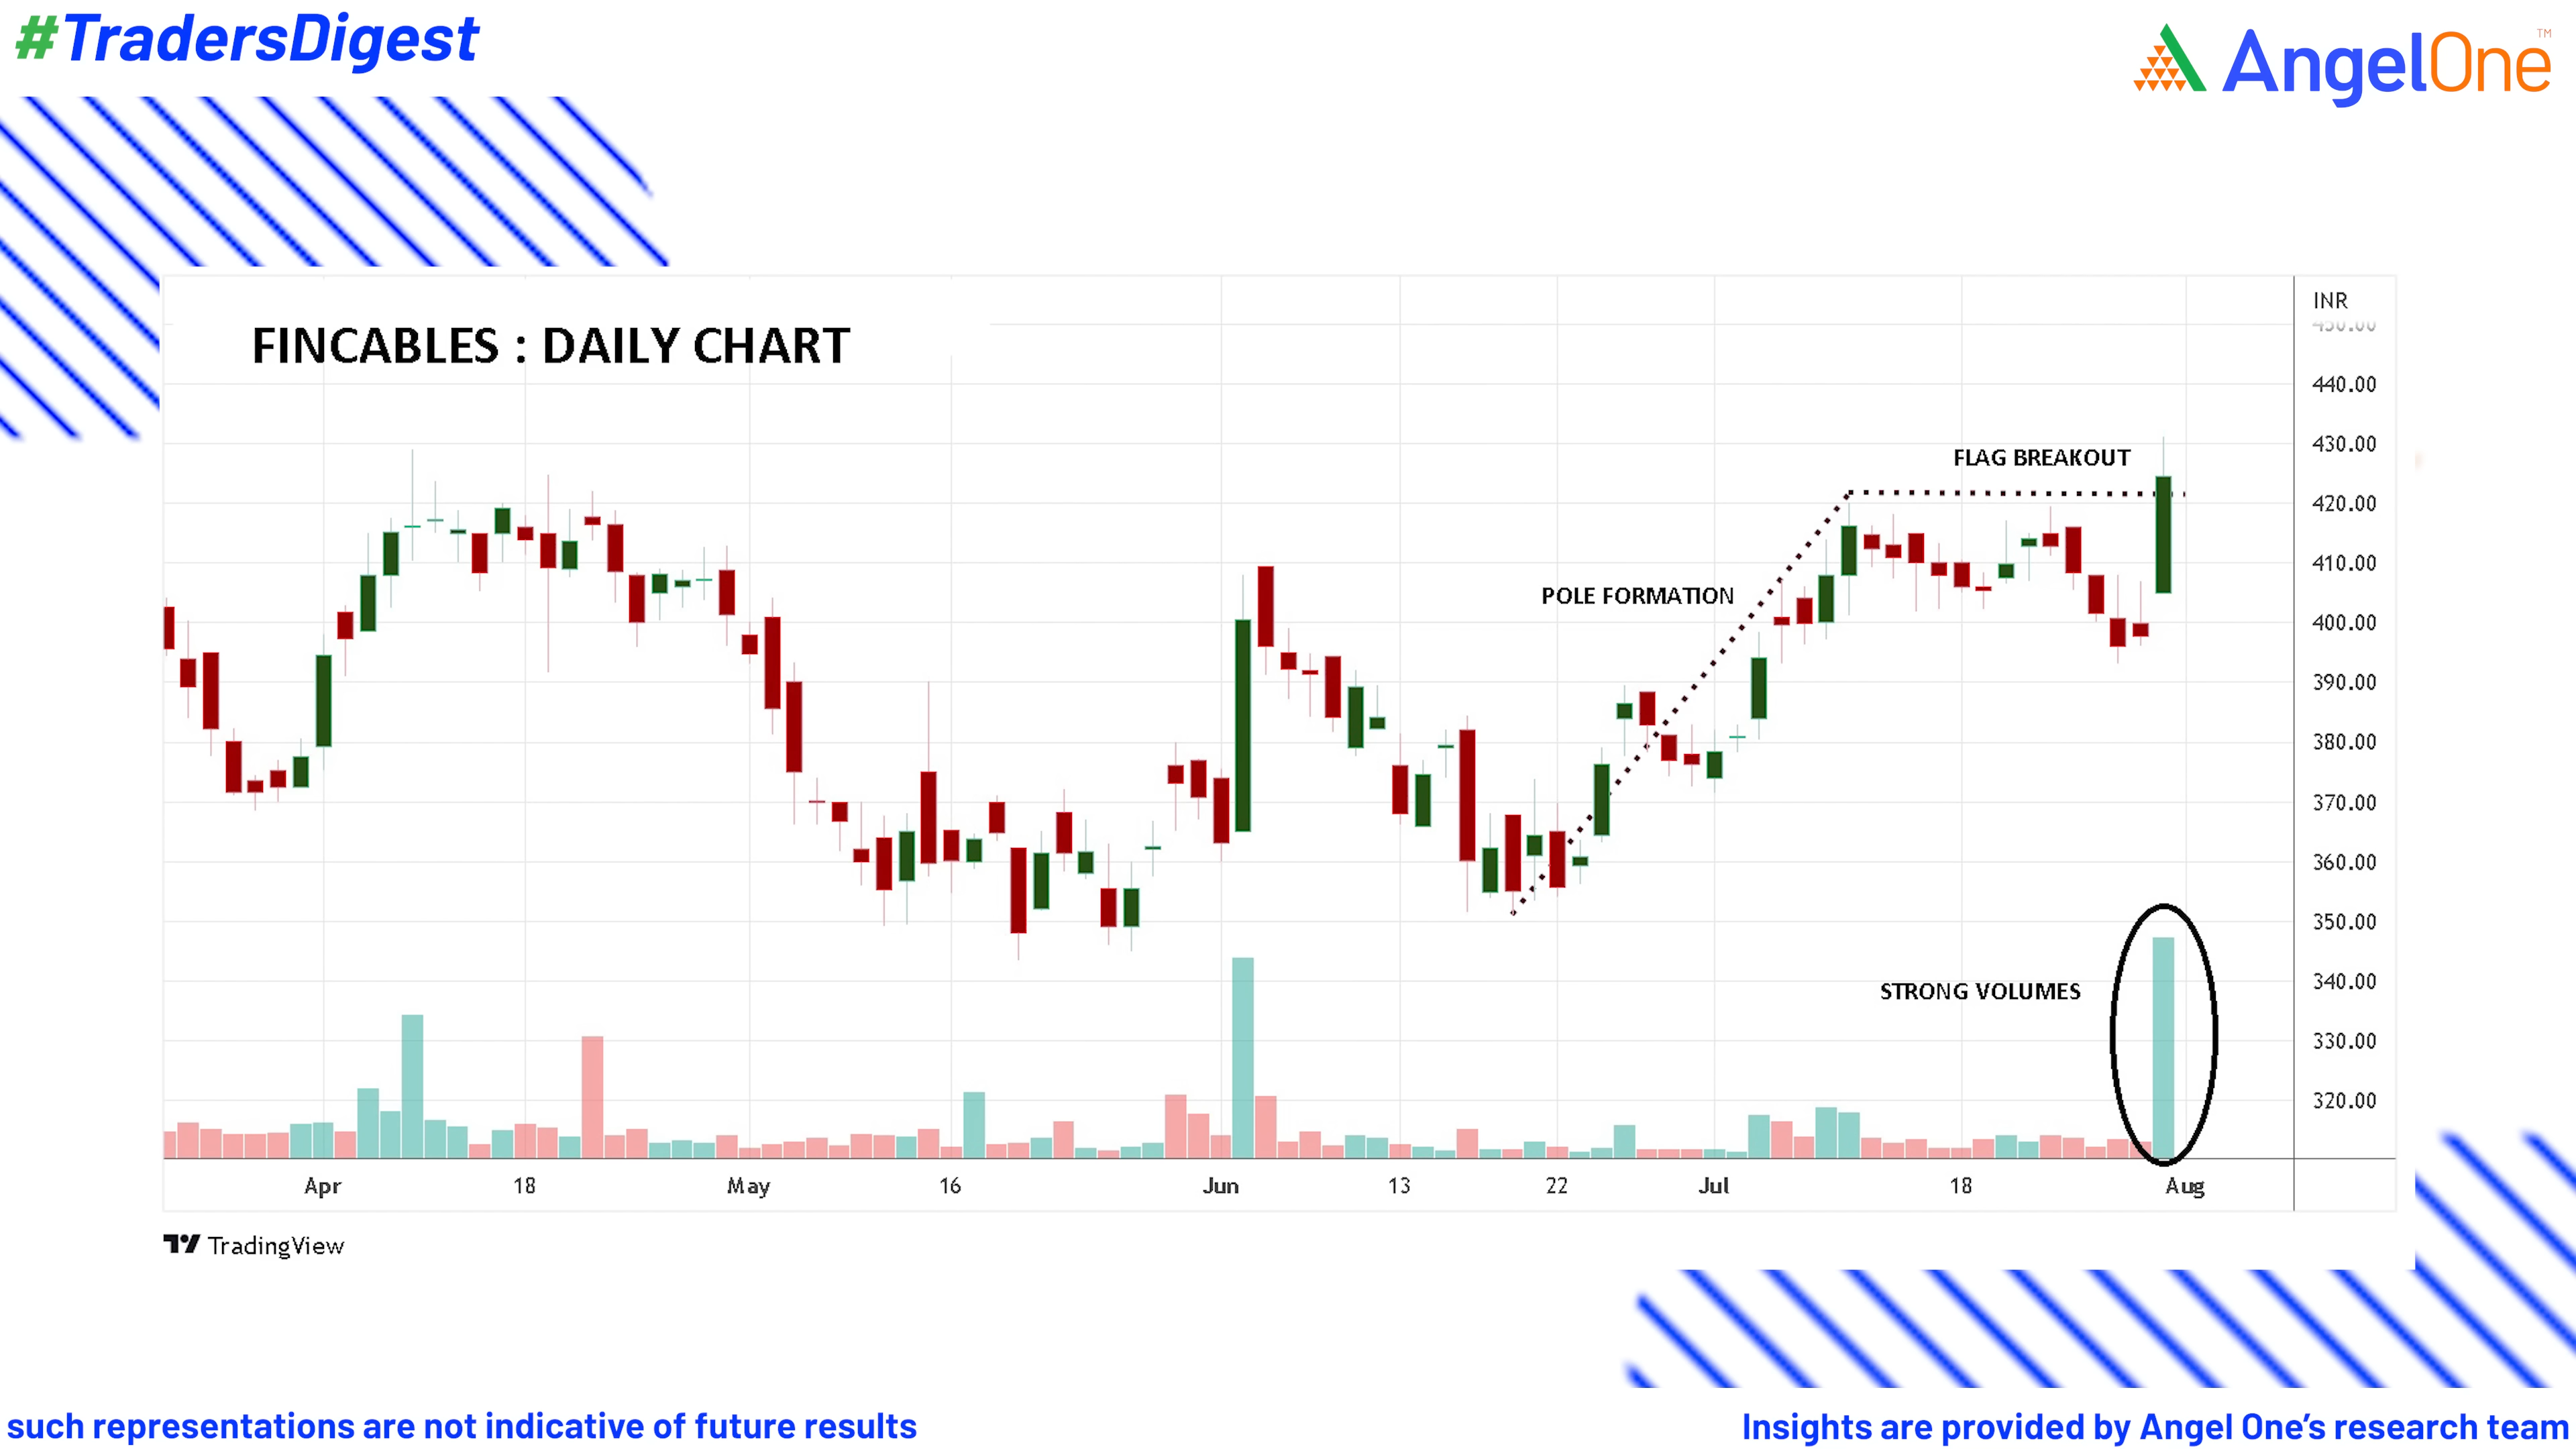 #TradersDigest
AngelOne™
FINCABLES : DAILY CHART
INR
440.00
430.00
FLAG BREAKOUT
420.00
410.00
POLE FORMATION
400.00
390.00
380.00
370.00
360.00
350.00
STRONG VOLUMES
340.00
330.00
320.00
Apr 18 May 16 Jun 13 22 Jul 18 Aug
TradingView
such representations are not indicative of future results
Insights are provided by Angel One's research team